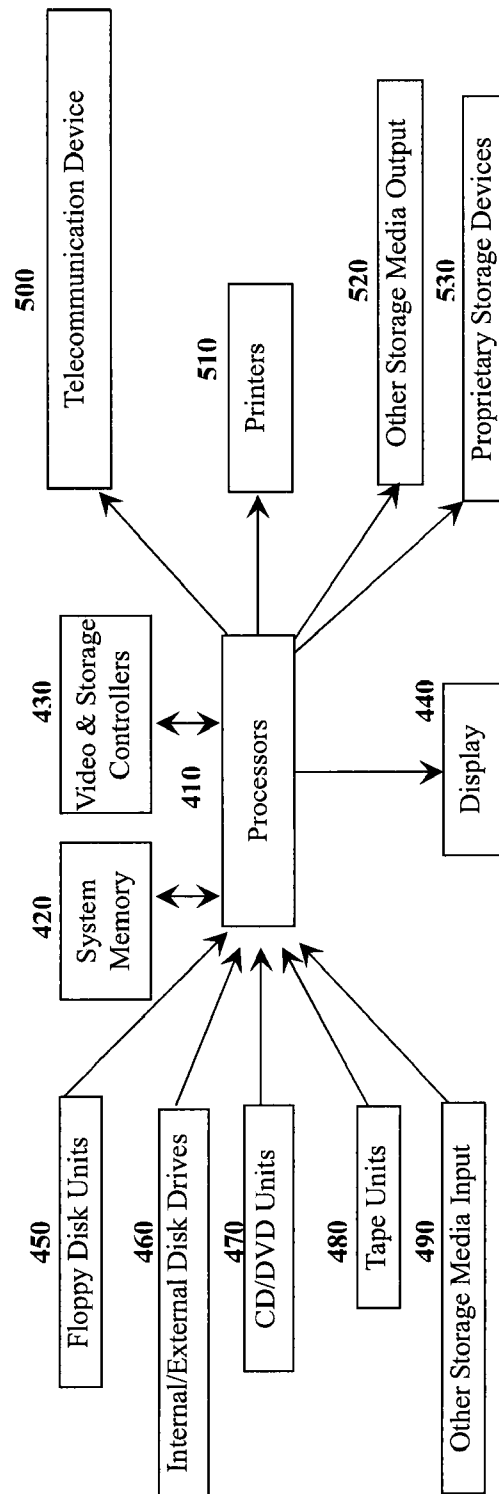 500
Telecommunication Device
430
Video & Storage
Controllers
420
System
Memory
450
Floppy Disk Units
510
Printers
410
Processors
460
Internal/External Disk Drives
470
CD/DVD Units
480
Tape Units
490
Other Storage Media Input
520
Other Storage Media Output
530
Proprietary Storage Devices
440
Display